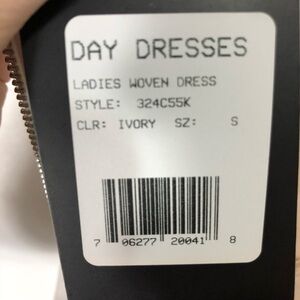 DAY DRESSES
LADIES WOVEN DRESS
STYLE: 324C55K
CLR: IVORY SZ: S
7 06277 20041 8